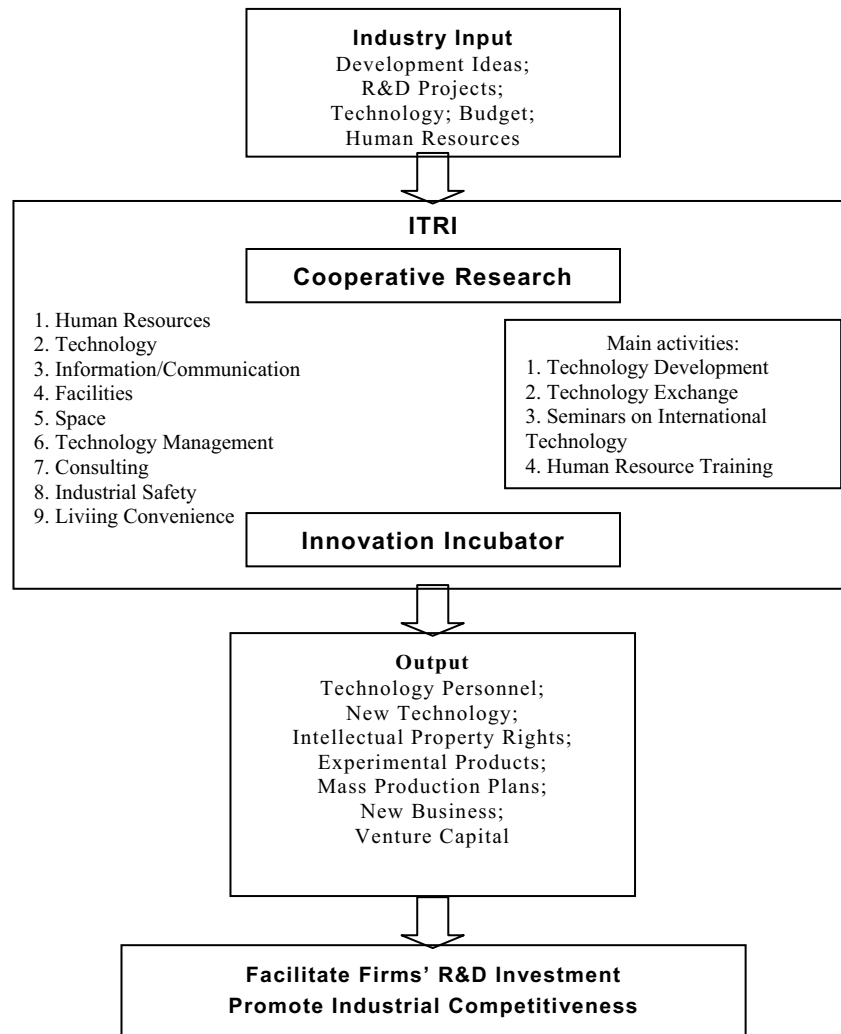 Industry Input
Development Ideas;
R&D Projects;
Technology; Budget;
Human Resources
ITRI
Cooperative Research
1. Human Resources
2. Technology
3. Information/Communication
4. Facilities
5. Space
6. Technology Management
7. Consulting
8. Industrial Safety
9. Liviing Convenience
Main activities:
1. Technology Development
2. Technology Exchange
3. Seminars on International
Technology
4. Human Resource Training
Innovation Incubator
Output
Technology Personnel;
New Technology;
Intellectual Property Rights;
Experimental Products;
Mass Production Plans;
New Business;
Venture Capital
Facilitate Firms’ R&D Investment
Promote Industrial Competitiveness